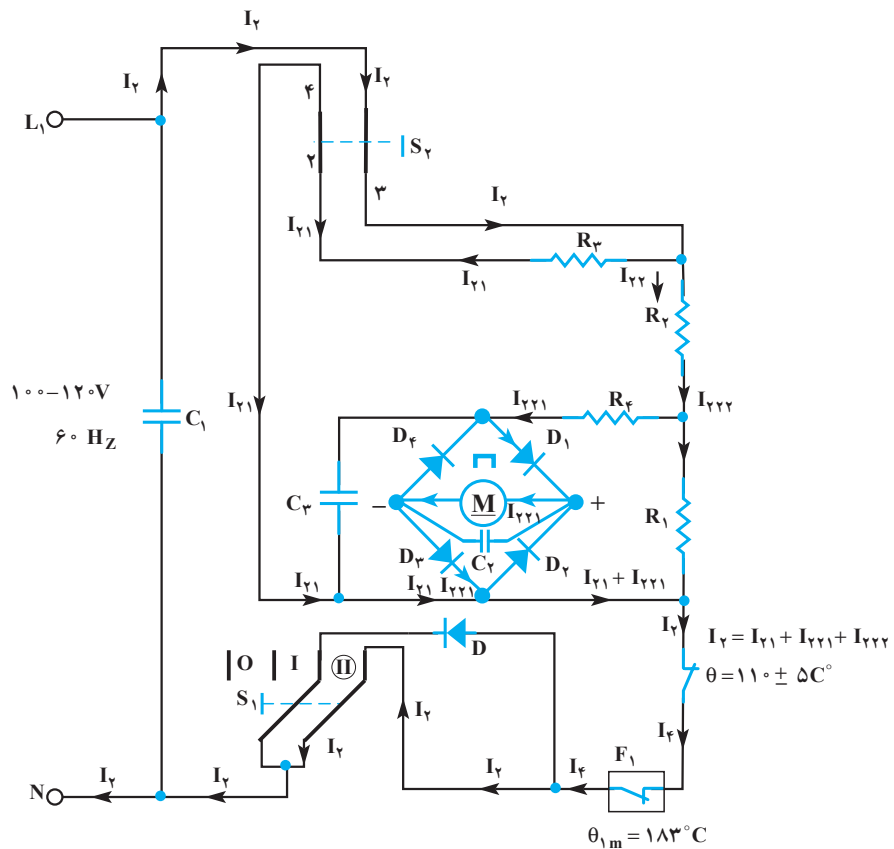 I۲
I۲
I۲
L۱
۴
۲
S۲
۳
I۲
I۲۱
R۳
I۲۱
I۲۲
R۲
۱۰۰–۱۲۰V
۶۰ HZ
C۱
I۲۱
I۲۲۱
R۴
I۲۲۲
D۴
D۱
C۳
–
M
I۲۲۱
+
R۱
C۲
D۳
D۲
I۲۱
I۲۱
I۲۲۱
I۲۱ + I۲۲۱
I۲
I۲ = I۲۱ + I۲۲۱ + I۲۲۲
θ = ۱۱۰ ± ۵C°
O I II
D
S۱
I۲
I۲
I۴
F۱
N
I۲
I۲
I۲
I۴
θ۱m = ۱۸۳°C